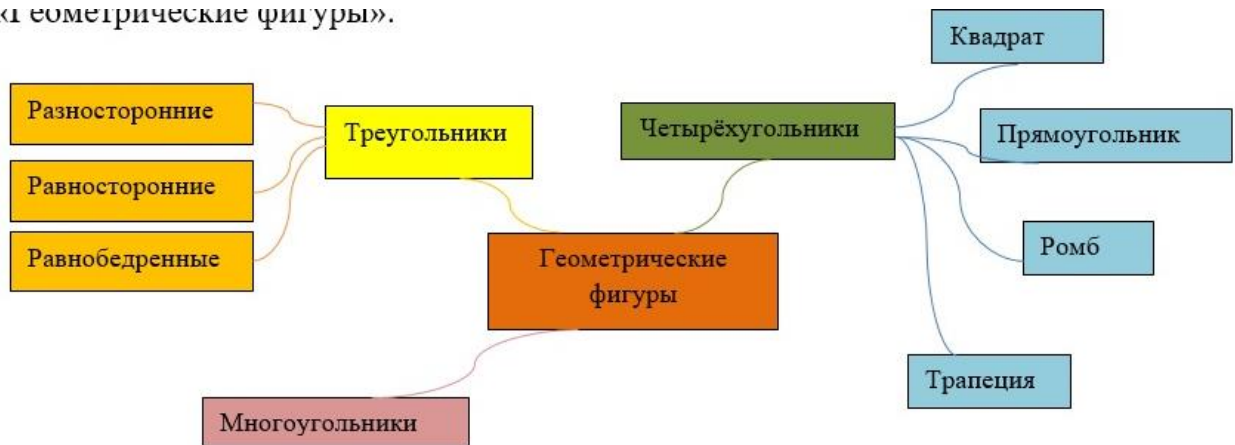 «Геометрические фигуры».
Квадрат
Разносторонние
Треугольники
Четырёхугольники
Прямоугольник
Равносторонние
Равнобедренные
Геометрические
фигуры
Ромб
Трапеция
Многоугольники